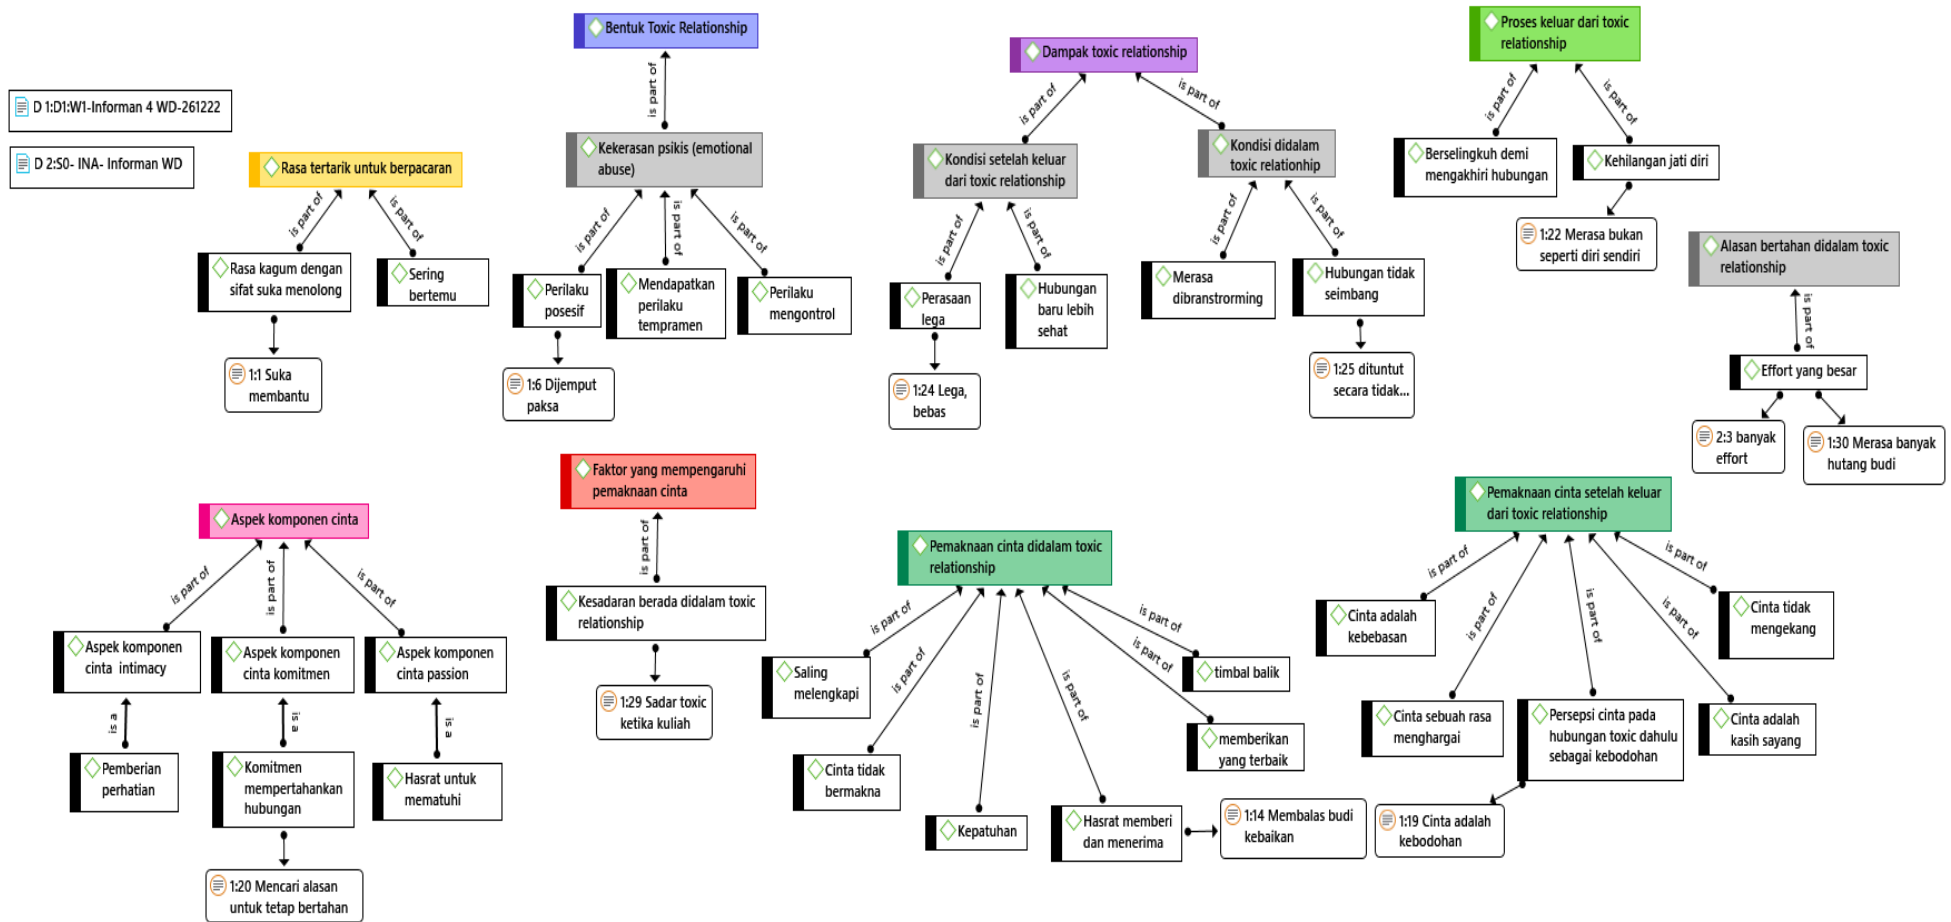 D 1:D1:W1-Informan 4 WD-261222
D 2:S0- INA- Informan WD
Rasa tertarik untuk berpacaran
is part of
is part of
Rasa kagum dengan
sifat suka menolong
Sering
bertemu
1:1 Suka
membantu
Bentuk Toxic Relationship
is part of
Kekerasan psikis (emotional
abuse)
is part of
is part of
is part of
Perilaku
posesif
Mendapatkan
perilaku
tempramen
Perilaku
mengontrol
1:6 Dijemput
paksa
Dampak toxic relationship
is part of
is part of
Kondisi setelah keluar
dari toxic relationship
Kondisi didalam
toxic relationhip
is part of
is part of
is part of
is part of
Perasaan
lega
Hubungan
baru lebih
sehat
Merasa
dibranstrorming
Hubungan tidak
seimbang
1:24 Lega,
bebas
1:25 dituntut
secara tidak...
Proses keluar dari toxic
relationship
is part of
is part of
Berselingkuh demi
mengakhiri hubungan
Kehilangan jati diri
1:22 Merasa bukan
seperti diri sendiri
Alasan bertahan didalam toxic
relationship
is part of
Effort yang besar
2:3 banyak
effort
1:30 Merasa banyak
hutang budi
Aspek komponen cinta
is part of
is part of
is part of
Aspek komponen
cinta intimacy
Aspek komponen
cinta komitmen
Aspek komponen
cinta passion
is a
is a
is a
Pemberian
perhatian
Komitmen
mempertahankan
hubungan
Hasrat untuk
mematuhi
1:20 Mencari alasan
untuk tetap bertahan
Faktor yang mempengaruhi
pemaknaan cinta
is part of
Kesadaran berada didalam toxic
relationship
1:29 Sadar toxic
ketika kuliah
Pemaknaan cinta didalam toxic
relationship
is part of
is part of
is part of
is part of
is part of
is part of
Saling
melengkapi
Cinta tidak
bermakna
Kepatuhan
Hasrat memberi
dan menerima
memberikan
yang terbaik
timbal balik
1:14 Membalas budi
kebaikan
Pemaknaan cinta setelah keluar
dari toxic relationship
is part of
is part of
is part of
is part of
is part of
Cinta adalah
kebebasan
Cinta sebuah rasa
menghargai
Persepsi cinta pada
hubungan toxic dahulu
sebagai kebodohan
Cinta adalah
kasih sayang
Cinta tidak
mengekang
1:19 Cinta adalah
kebodohan